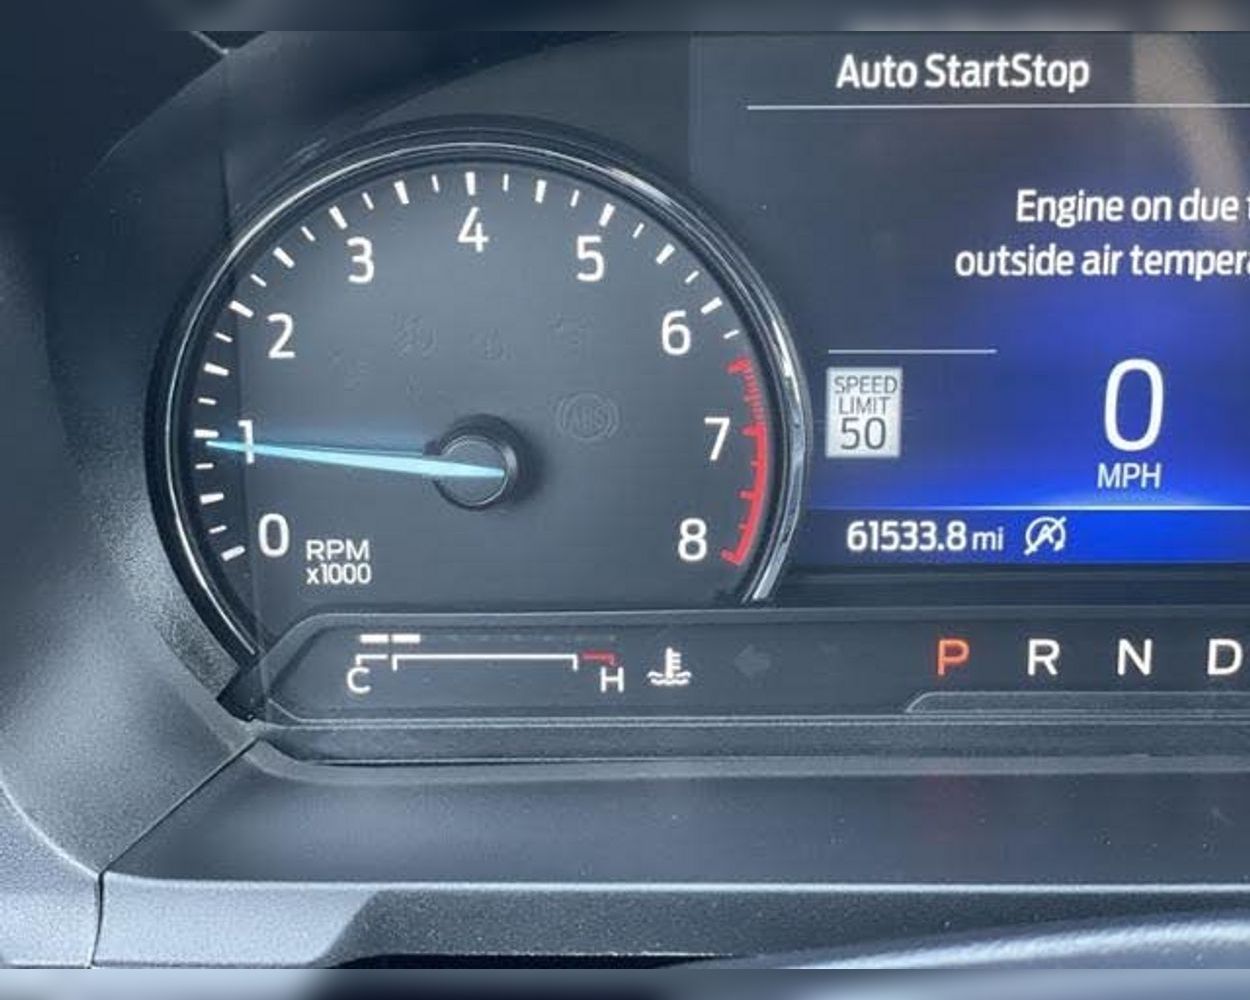 Auto StartStop
Engine on due
outside air
0
1
2
3
4
5
6
7
8
RPM
x1000
SPEED
LIMIT
50
0
MPH
61533.8 mi
C
H
P R N D